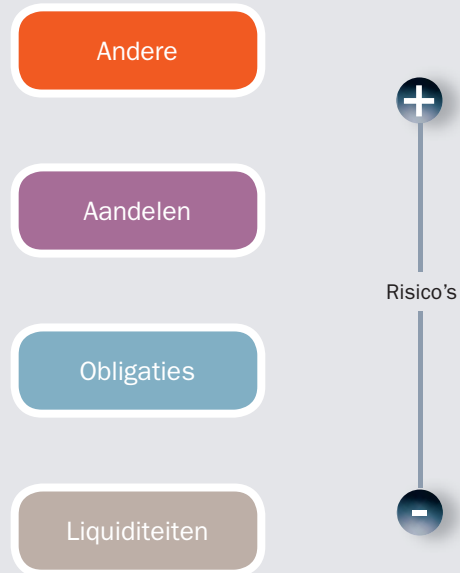 Andere
+
Aandelen
Risico's
Obligaties
-
Liquiditeiten